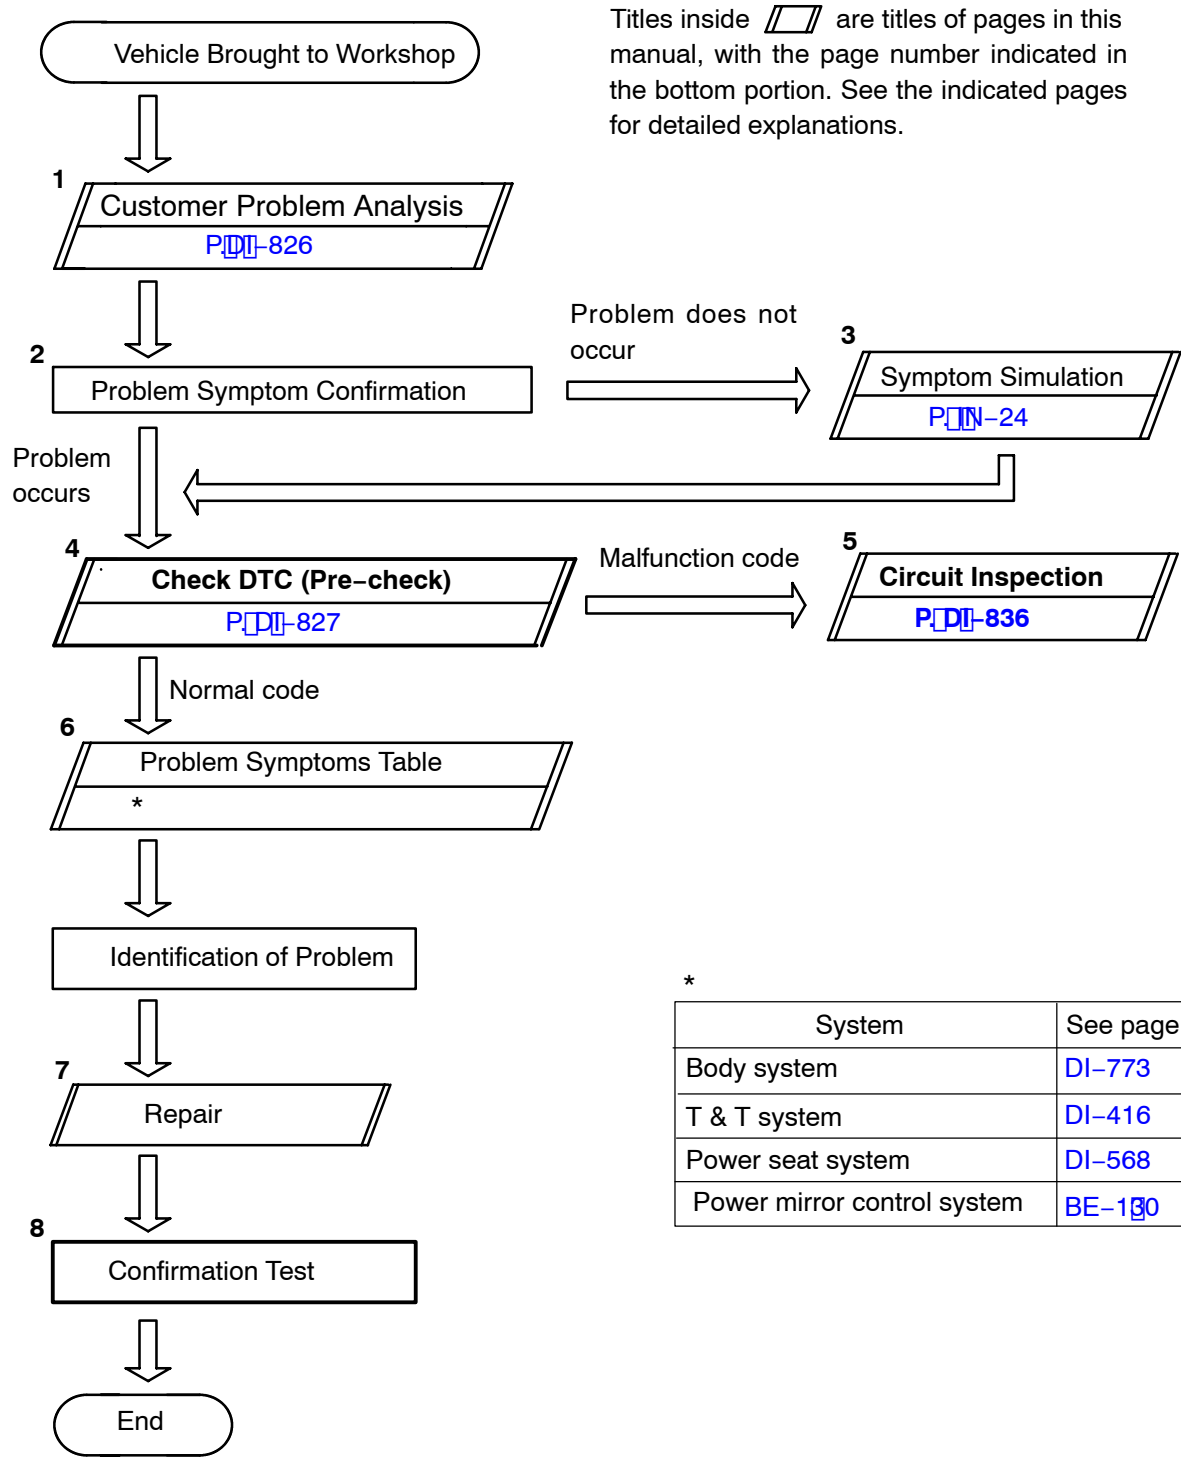 Titles inside are titles of pages in this
manual, with the page number indicated in
the bottom portion. See the indicated pages
for detailed explanations.
Vehicle Brought to Workshop
1
Customer Problem Analysis
P.DI−826
2
Problem Symptom Confirmation
Problem does not
occur
3
Symptom Simulation
P. IN−24
Problem
occurs
4
Check DTC (Pre−check)
P. DI−827
Malfunction code
5
Circuit Inspection
P. DI−836
Normal code
6
Problem Symptoms Table
*
Identification of Problem
7
Repair
8
Confirmation Test
End
*
System See page
Body system DI−773
T & T system DI−416
Power seat system DI−568
Power mirror control system BE−130